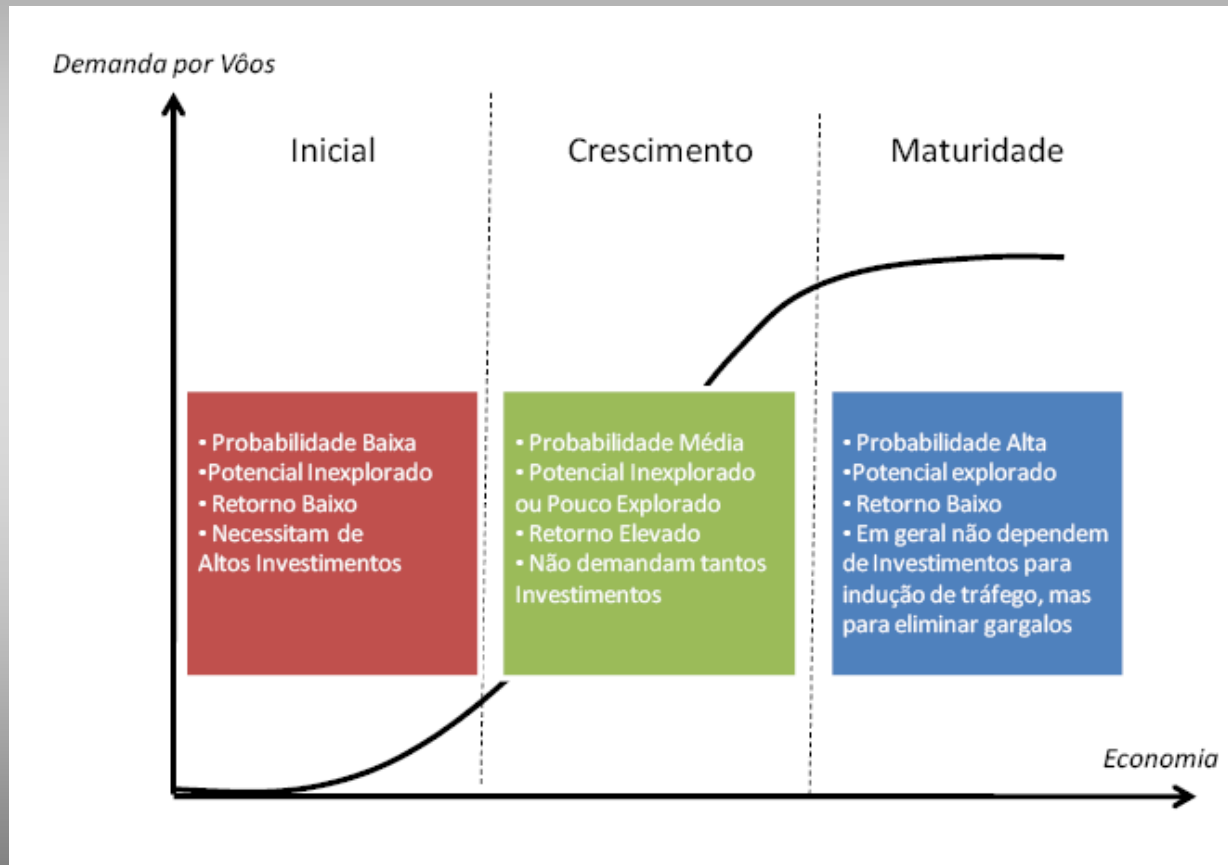 Demanda por Vôos
Inicial
Crescimento
Maturidade
• Probabilidade Baixa
•Potencial Inexplorado
• Retorno Baixo
• Necessitam de
Altos Investimentos
• Probabilidade Média
• Potencial Inexplorado
ou Pouco Explorado
• Retorno Elevado
• Não demandam tantos
Investimentos
• Probabilidade Alta
•Potencial explorado
• Retorno Baixo
• Em geral não dependem
de Investimentos para
indução de tráfego, mas
para eliminar gargalos
Economia